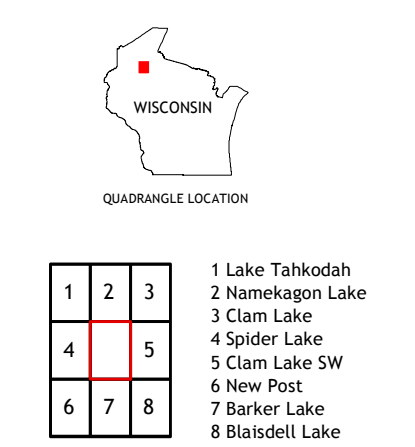 WISCONSIN
QUADRANGLE LOCATION
1 2 3
4 5
6 7 8
1 Lake Tahkodah
2 Namekagon Lake
3 Clam Lake
4 Spider Lake
5 Clam Lake SW
6 New Post
7 Barker Lake
8 Blaisdell Lake